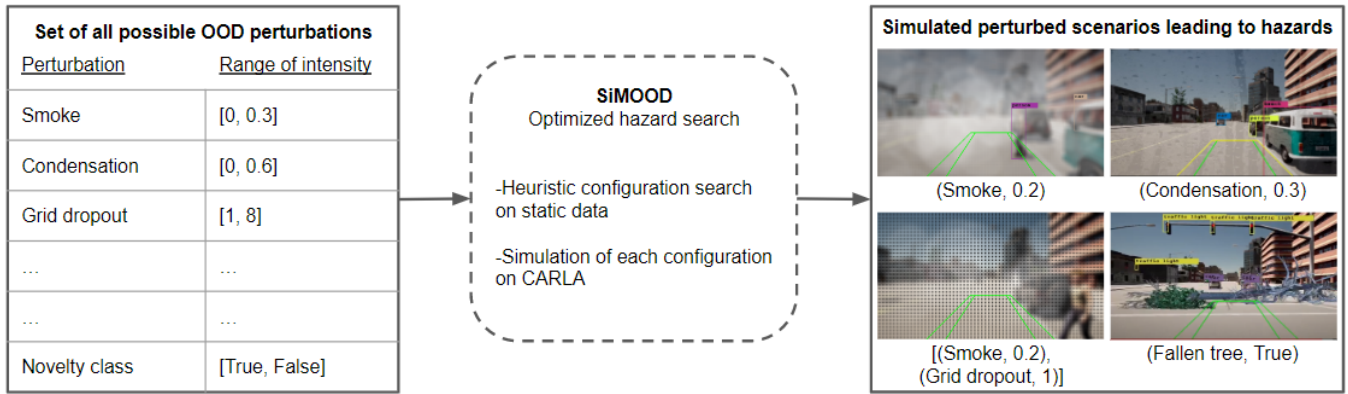 Set of all possible OOD perturbations
Perturbation Range of intensity
Smoke [0, 0.3]
Condensation [0, 0.6]
Grid dropout [1, 8]
... ...
... ...
Novelty class [True, False]
SiMOOD
Optimized hazard search
-Heuristic configuration search
on static data
-Simulation of each configuration
on CARLA
Simulated perturbed scenarios leading to hazards
(Smoke, 0.2)
(Condensation, 0.3)
traffic light
[(Smoke, 0.2),
(Grid dropout, 1)]
(Fallen tree, True)